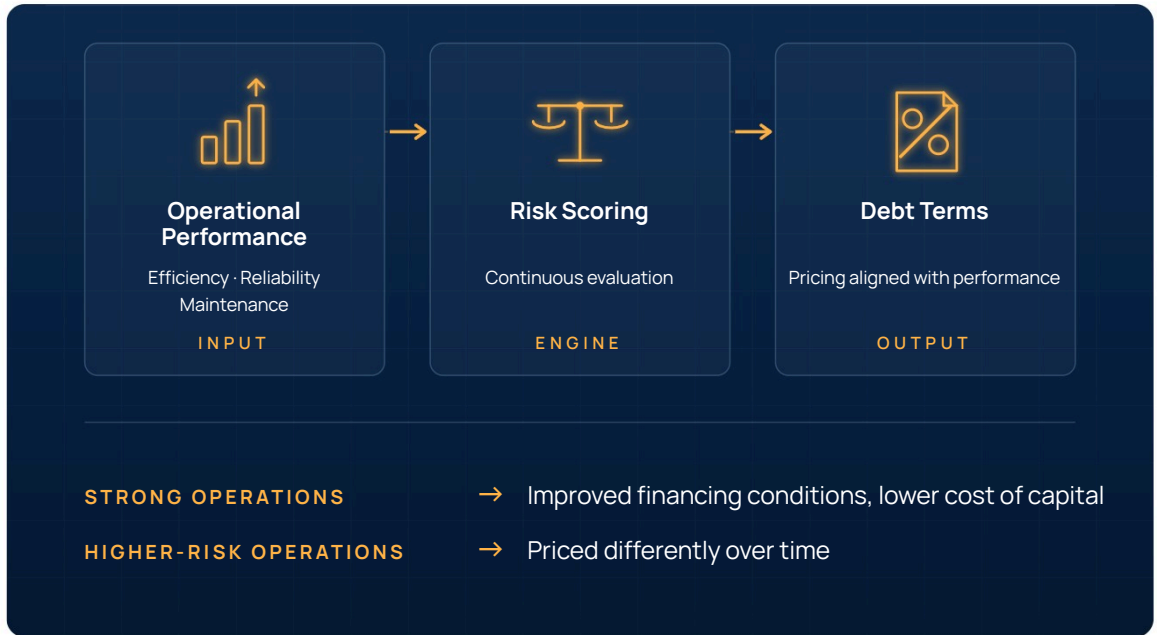 Operational
Performance
Efficiency · Reliability
Maintenance
INPUT
Risk Scoring
Continuous evaluation
ENGINE
Debt Terms
Pricing aligned with performance
OUTPUT
STRONG OPERATIONS → Improved financing conditions, lower cost of capital
HIGHER-RISK OPERATIONS → Priced differently over time